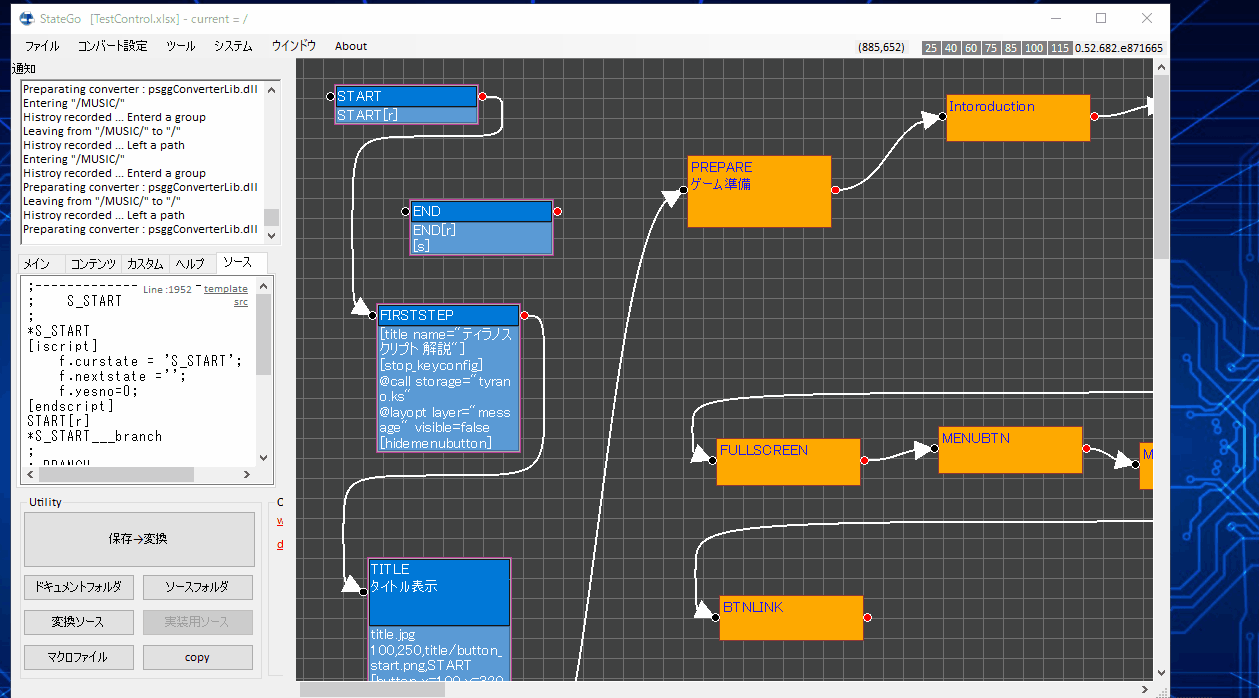 StateGo [TestControl.xlsx] - current = /
ファイル コンバート設定 ツール システム ウインドウ About
(885,652) 25 40 60 75 85 100 115 0.52.682.e871665
通知
Preparating converter : psggConverterLib.dll
Entering "/MUSIC/"
Histroy recorded ... Enterd a group
Leaving from "/MUSIC/" to "/"
Histroy recorded ... Left a path
Entering "/MUSIC/"
Histroy recorded ... Enterd a group
Preparating converter : psggConverterLib.dll
Leaving from "/MUSIC/" to "/"
Histroy recorded ... Left a path
Preparating converter : psggConverterLib.dll
メイン コンテンツ カスタム ヘルプ ソース
Line :1952 template
src
;-------------
; S_START
;
*S_START
[iscript]
f.curstate = 'S_START';
f.nextstate ='';
f.yesno=0;
[endscript]
START[r]
*S_START___branch
;
; BRANCH
Utility
保存→変換
ドキュメントフォルダ ソースフォルダ
変換ソース 実装用ソース
マクロファイル copy
START
START[r]
END
END[r]
[s]
FIRSTSTEP
[title name="ティラノス
クリプト 解説"]
[stop_keyconfig]
@call storage="tyran
o.ks"
@layopt layer="mess
age" visible=false
[hidemenubutton]
TITLE
タイトル表示
title.jpg
100,250,title/button_
start.png,START
[button x=100 y=320
PREPARE
ゲーム準備
Intoroduction
FULLSCREEN
MENUBTN
M
BTNLINK